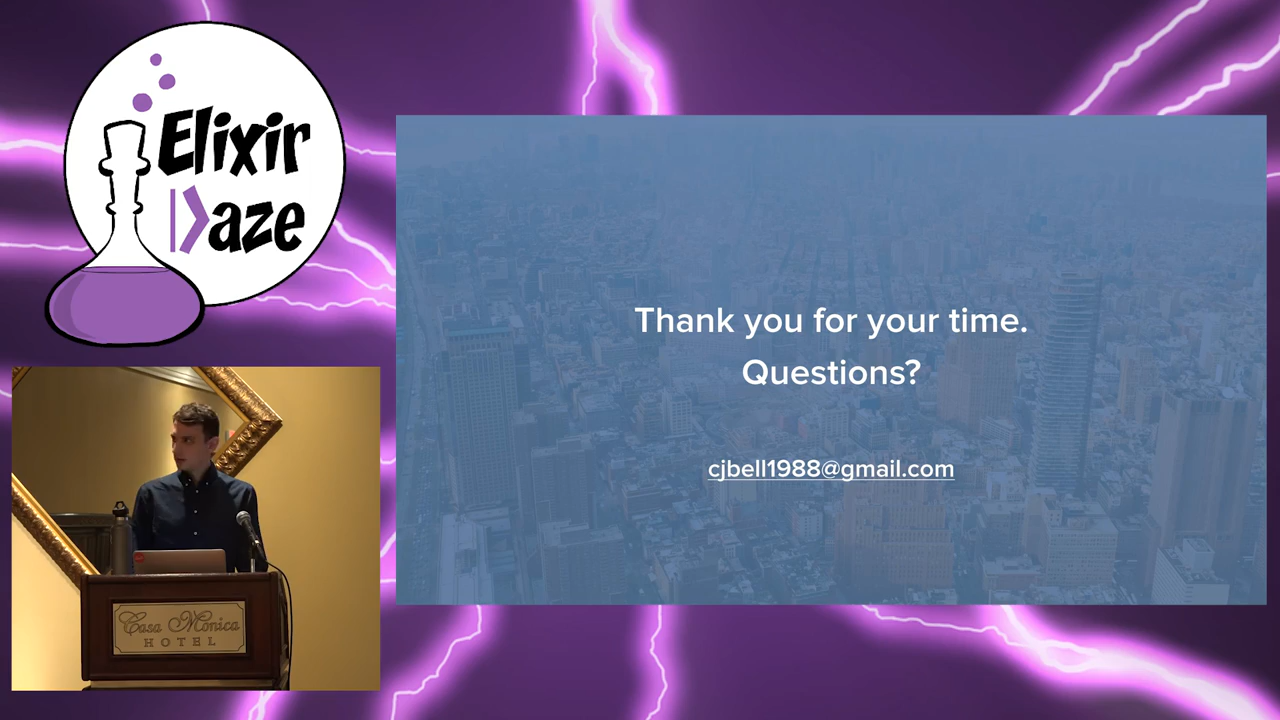 Elixir
|>aze
Thank you for your time.
Questions?
cjbell1988@gmail.com
Casa Monica
HOTEL